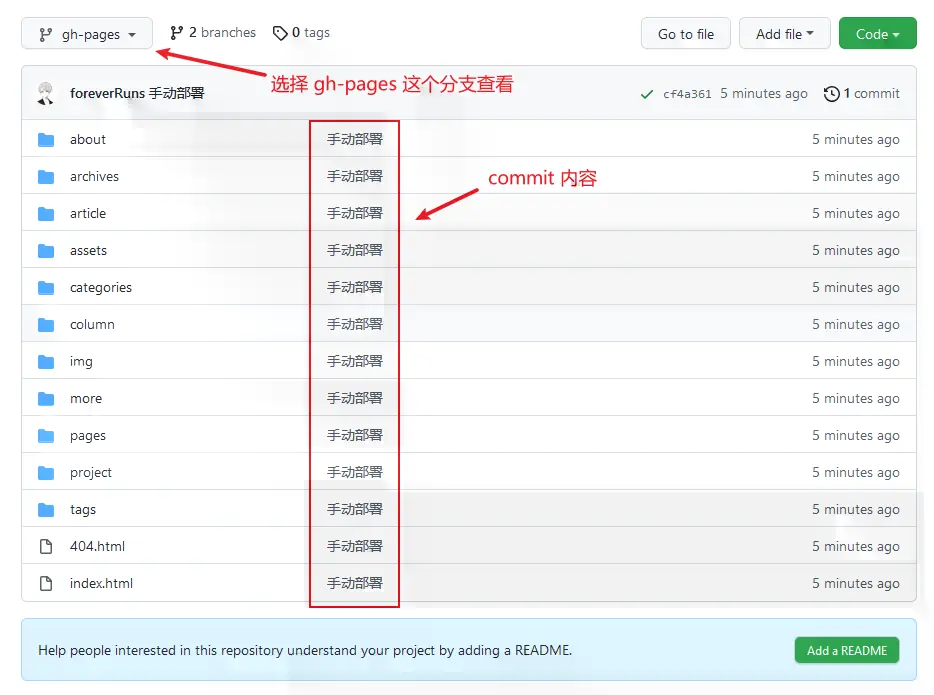 gh-pages 2 branches 0 tags Go to file Add file Code
选择 gh-pages 这个分支查看
foreverRuns 手动部署 cf4a361 5 minutes ago 1 commit
about 手动部署 5 minutes ago
commit 内容
archives 手动部署 5 minutes ago
article 手动部署 5 minutes ago
assets 手动部署 5 minutes ago
categories 手动部署 5 minutes ago
column 手动部署 5 minutes ago
img 手动部署 5 minutes ago
more 手动部署 5 minutes ago
pages 手动部署 5 minutes ago
project 手动部署 5 minutes ago
tags 手动部署 5 minutes ago
404.html 手动部署 5 minutes ago
index.html 手动部署 5 minutes ago
Help people interested in this repository understand your project by adding a README. Add a README